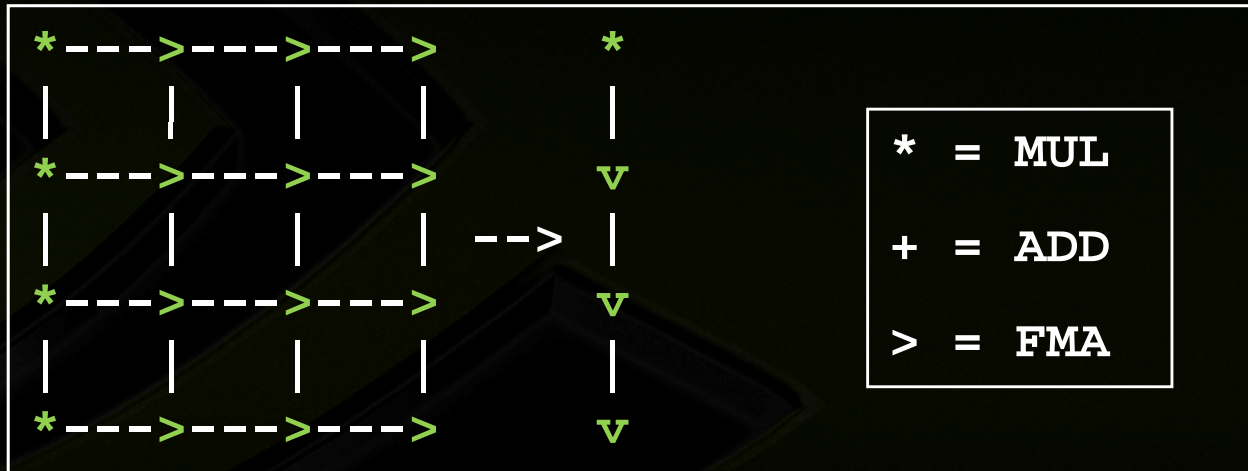 *--->--->--->      *
|   |   |   |      |
*--->--->--->      v      * = MUL
|   |   |   |  --> |      + = ADD
*--->--->--->      v      > = FMA
|   |   |   |      |
*--->--->--->      v